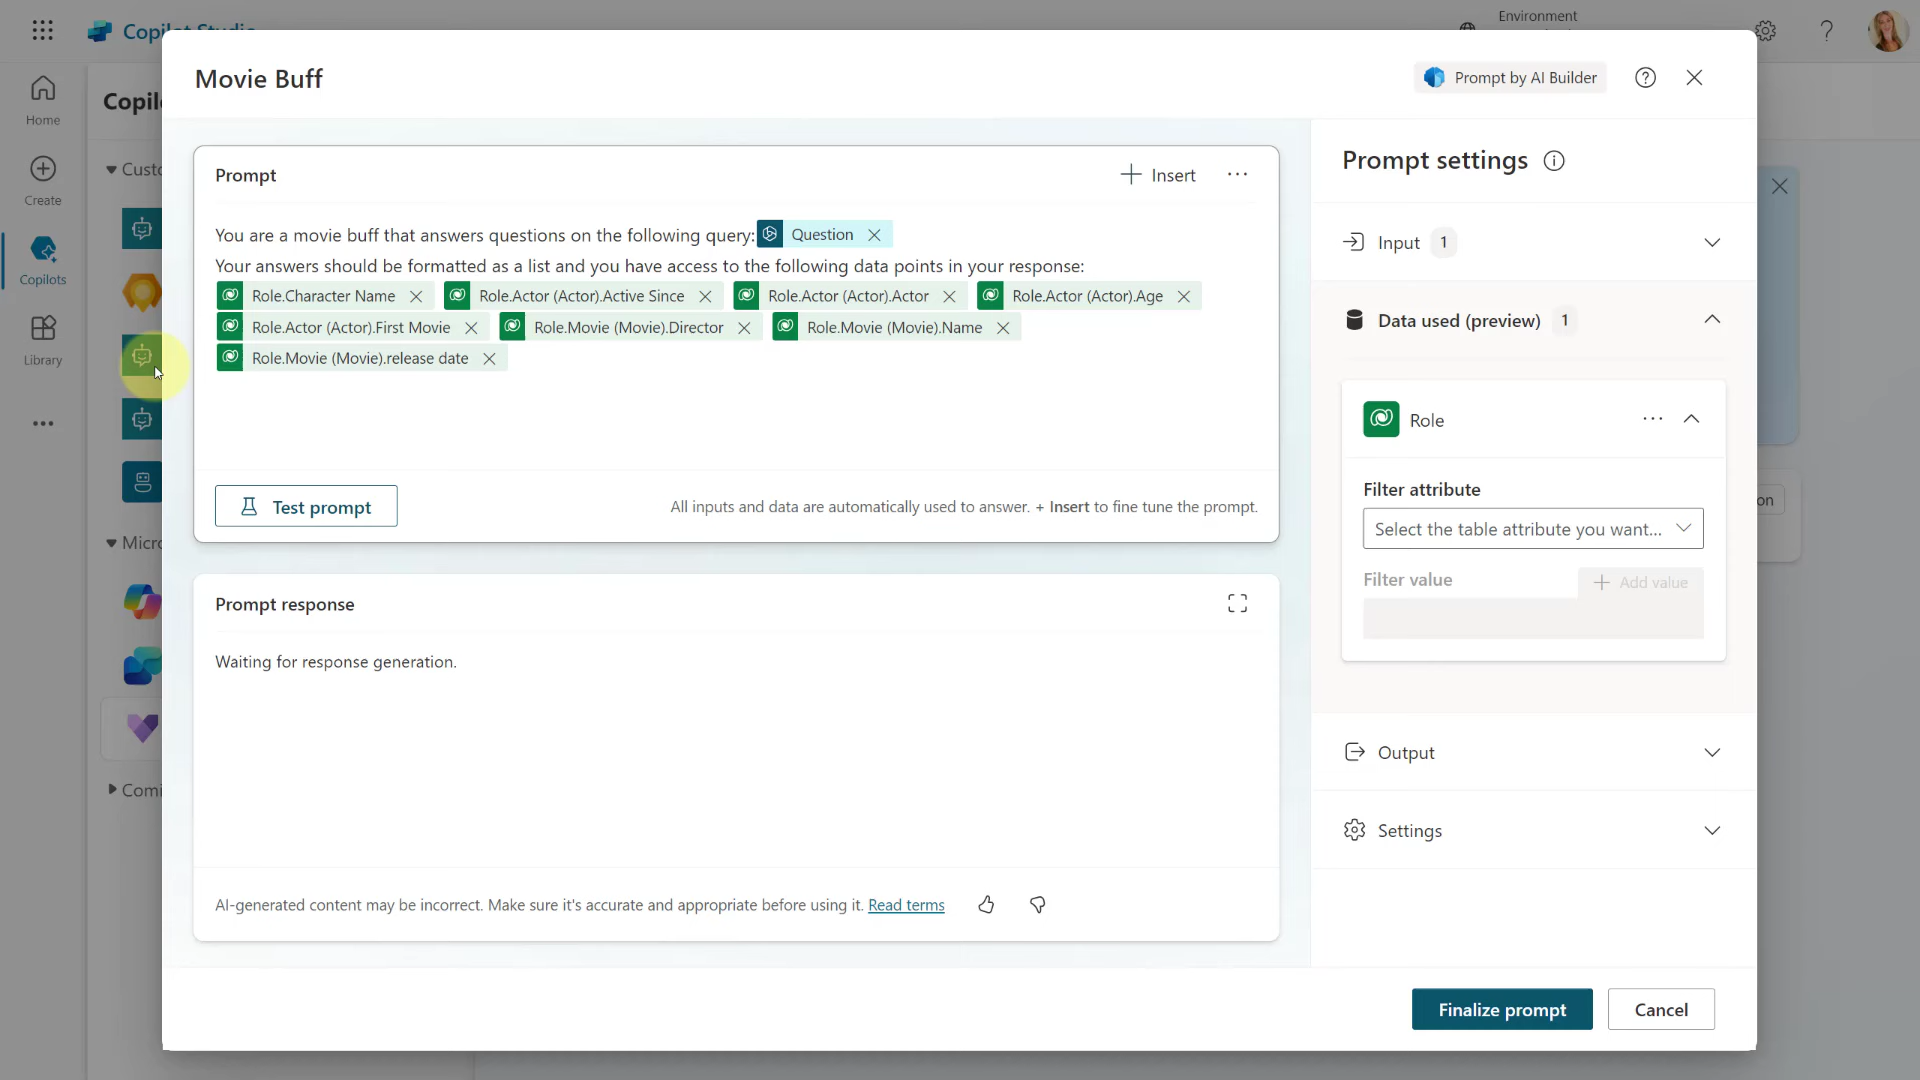 Environment
Movie Buff
Prompt by AI Builder
Home
Create
Copilots
Library
Prompt
Insert
You are a movie buff that answers questions on the following query: Question
Your answers should be formatted as a list and you have access to the following data points in your response:
Role.Character Name Role.Actor (Actor).Active Since Role.Actor (Actor).Actor Role.Actor (Actor).Age
Role.Actor (Actor).First Movie Role.Movie (Movie).Director Role.Movie (Movie).Name
Role.Movie (Movie).release date
Test prompt
All inputs and data are automatically used to answer. + Insert to fine tune the prompt.
Prompt response
Waiting for response generation.
AI-generated content may be incorrect. Make sure it's accurate and appropriate before using it. Read terms
Prompt settings
Input 1
Data used (preview) 1
Role
Filter attribute
Select the table attribute you want...
Filter value
Add value
Output
Settings
Finalize prompt
Cancel